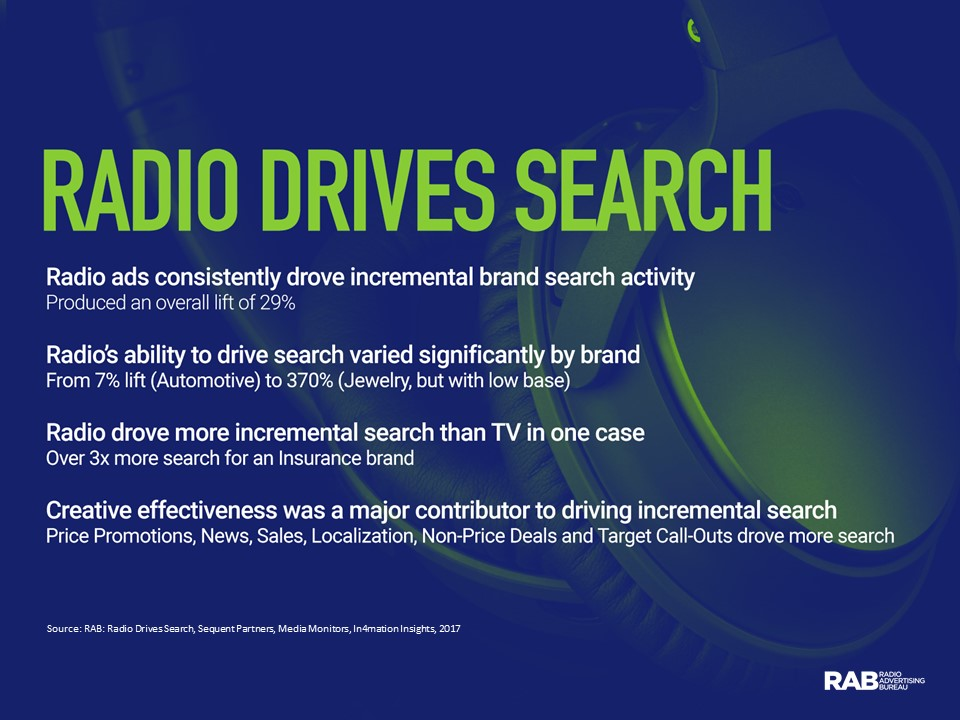 RADIO DRIVES SEARCH
Radio ads consistently drove incremental brand search activity
Produced an overall lift of 29%
Radio's ability to drive search varied significantly by brand
From 7% lift (Automotive) to 370% (Jewelry, but with low base)
Radio drove more incremental search than TV in one case
Over 3x more search for an Insurance brand
Creative effectiveness was a major contributor to driving incremental search
Price Promotions, News, Sales, Localization, Non-Price Deals and Target Call-Outs drove more search
Source: RAB: Radio Drives Search, Sequent Partners, Media Monitors, In4mation Insights, 2017
RAB
RADIO
ADVERTISING
BUREAU